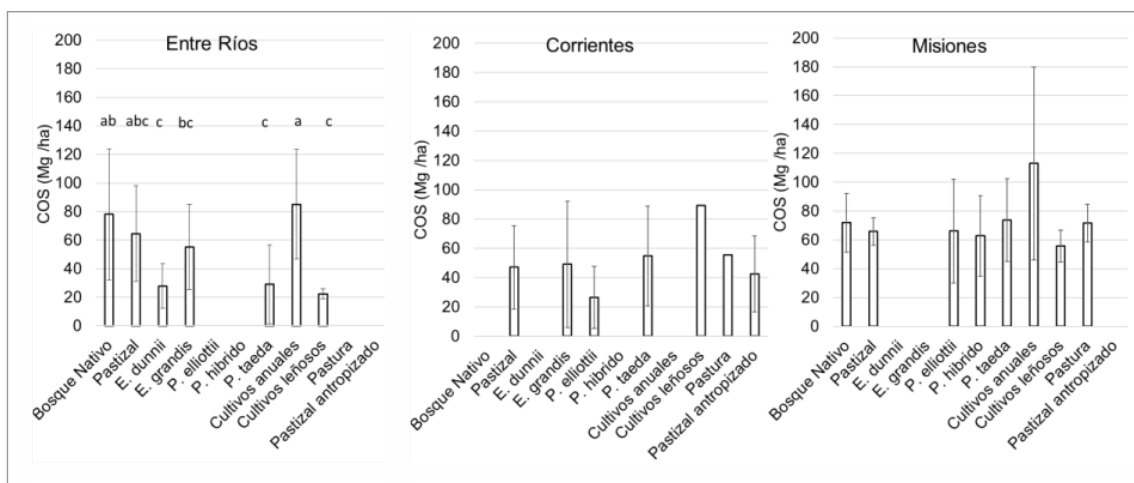 Entre Ríos
COS (Mg /ha)
200
180
160
140
120
100
80
60
40
20
0
ab abc c bc c a c
Bosque Nativo
Pastizal
E. dunnii
E. grandis
P. elliottii
P. hibrido
P. taeda
Cultivos anuales
Cultivos leñosos
Pastura
Pastizal antropizado
Corrientes
COS (Mg /ha)
200
180
160
140
120
100
80
60
40
20
0
Bosque Nativo
Pastizal
E. dunnii
E. grandis
P. elliottii
P. hibrido
P. taeda
Cultivos anuales
Cultivos leñosos
Pastura
Pastizal antropizado
Misiones
COS (Mg /ha)
200
180
160
140
120
100
80
60
40
20
0
Bosque Nativo
Pastizal
E. dunnii
E. grandis
P. elliottii
P. hibrido
P. taeda
Cultivos anuales
Cultivos leñosos
Pastura
Pastizal antropizado